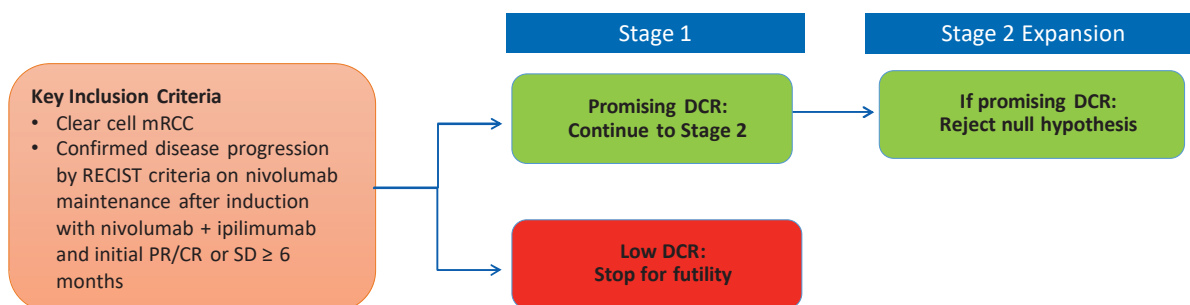 Stage 1
Stage 2 Expansion
Key Inclusion Criteria
• Clear cell mRCC
• Confirmed disease progression
by RECIST criteria on nivolumab
maintenance after induction
with nivolumab + ipilimumab
and initial PR/CR or SD ≥ 6
months
Promising DCR:
Continue to Stage 2
If promising DCR:
Reject null hypothesis
Low DCR:
Stop for futility